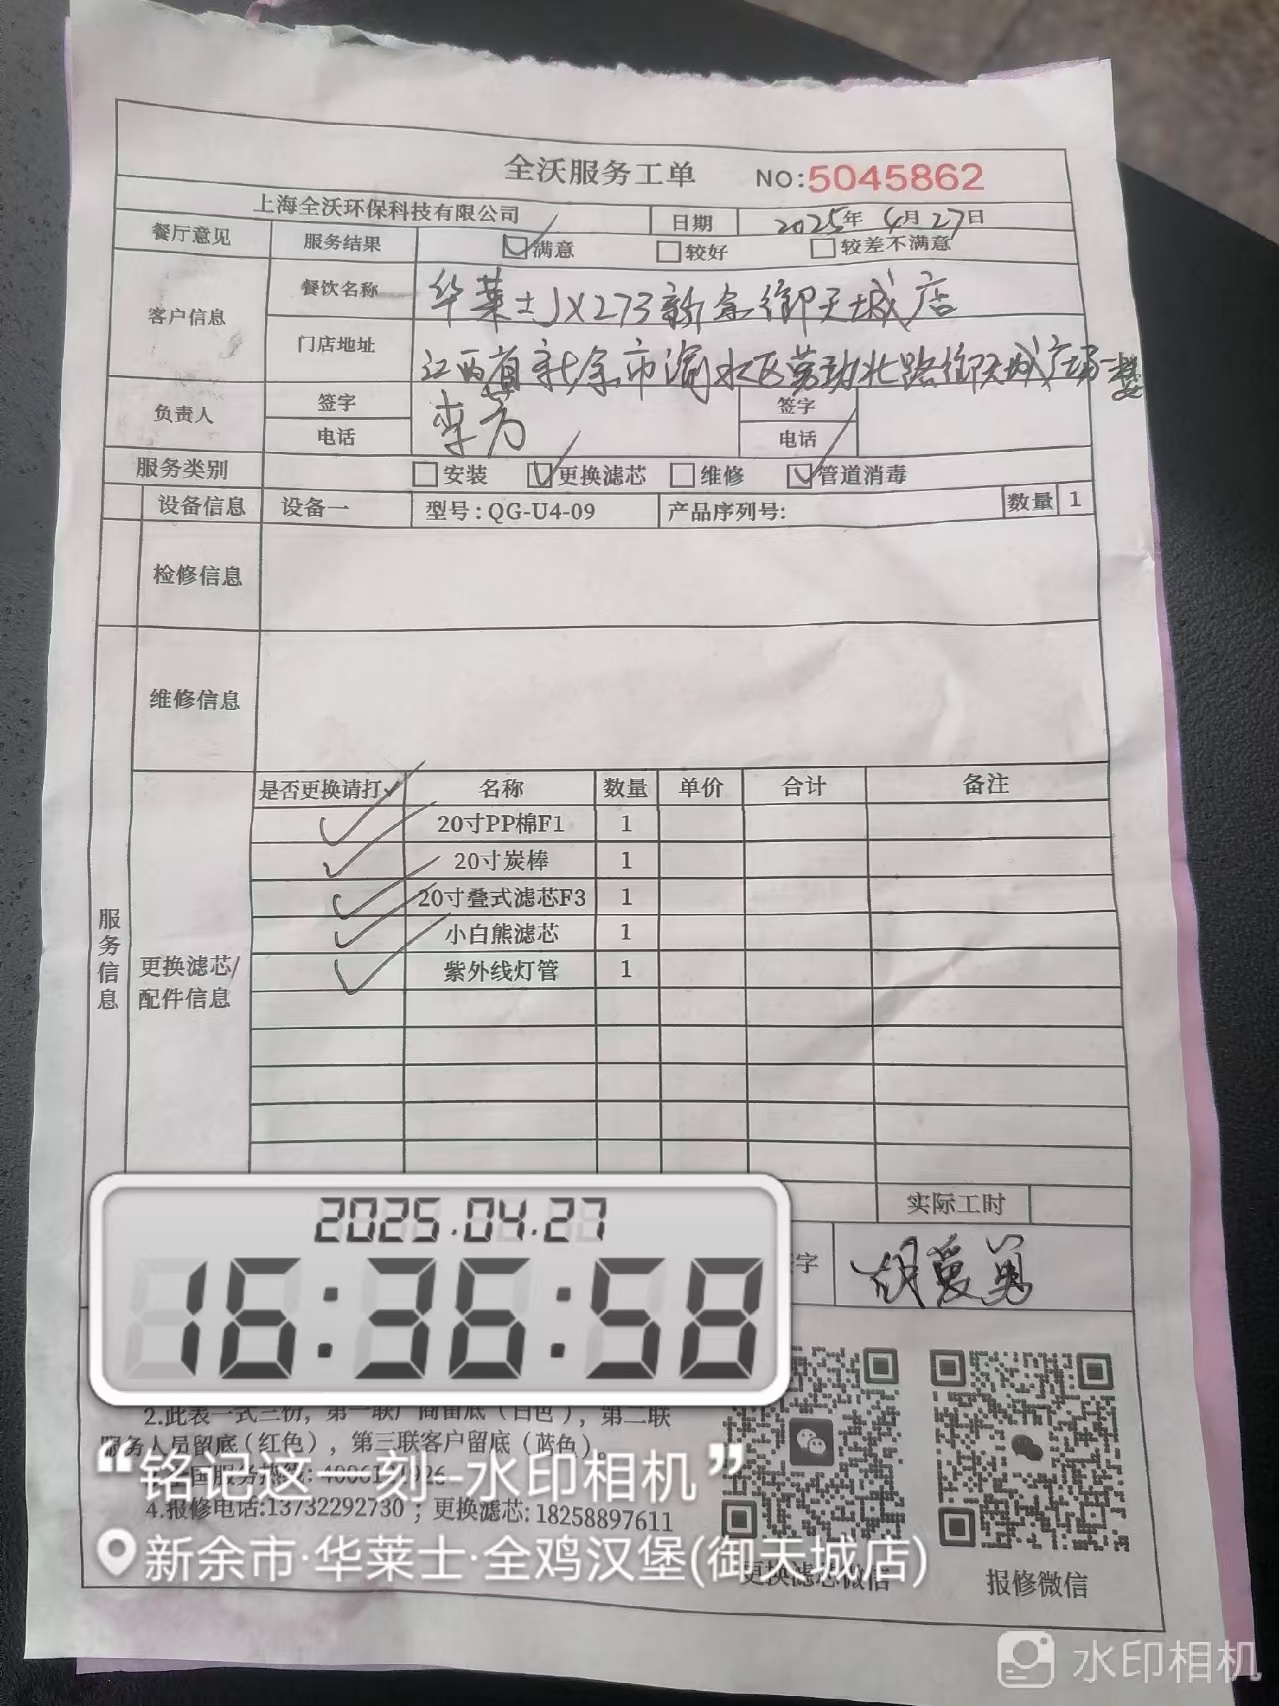 全沃服务工单 NO:5045862
上海全沃环保科技有限公司 日期 2025年4月27日
餐厅意见 服务结果 满意 较好 较差不满意
客户信息 餐饮名称 华莱士JX273新余御天城店
门店地址 江西省新余市渝水区劳动北路御天城广场一楼
负责人 签字 李芳 签字
电话 电话
服务类别 安装 更换滤芯 维修 管道消毒
设备信息 设备一 型号:QG-U4-09 产品序列号: 数量 1
检修信息
维修信息
服务信息
更换滤芯/
配件信息
是否更换请打✓ 名称 数量 单价 合计 备注
20寸PP棉F1 1
20寸炭棒 1
20寸叠式滤芯F3 1
小白熊滤芯 1
紫外线灯管 1
实际工时
签字 胡爱勇
2025.04.27
16:36:58
2.此表一式三份，第一联厂商留底（白色），第二联
服务人员留底（红色），第三联客户留底（蓝色）。
“铭记这一刻--水印相机”
4.报修电话:13732292730；更换滤芯:18258897611
新余市·华莱士·全鸡汉堡(御天城店)
更换滤芯微信 报修微信
水印相机